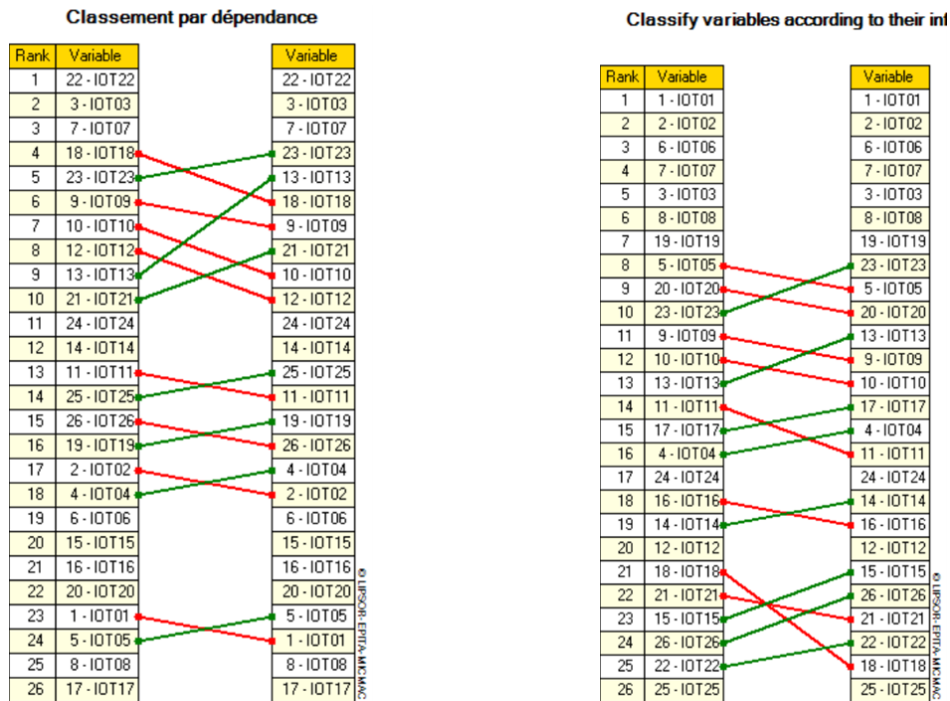 Classement par dépendance
Rank Variable Variable
1 22 - IOT22 22 - IOT22
2 3 - IOT03 3 - IOT03
3 7 - IOT07 7 - IOT07
4 18 - IOT18 23 - IOT23
5 23 - IOT23 13 - IOT13
6 9 - IOT09 18 - IOT18
7 10 - IOT10 9 - IOT09
8 12 - IOT12 21 - IOT21
9 13 - IOT13 10 - IOT10
10 21 - IOT21 12 - IOT12
11 24 - IOT24 24 - IOT24
12 14 - IOT14 14 - IOT14
13 11 - IOT11 25 - IOT25
14 25 - IOT25 11 - IOT11
15 26 - IOT26 19 - IOT19
16 19 - IOT19 26 - IOT26
17 2 - IOT02 4 - IOT04
18 4 - IOT04 2 - IOT02
19 6 - IOT06 6 - IOT06
20 15 - IOT15 15 - IOT15
21 16 - IOT16 16 - IOT16
22 20 - IOT20 20 - IOT20
23 1 - IOT01 5 - IOT05
24 5 - IOT05 1 - IOT01
25 8 - IOT08 8 - IOT08
26 17 - IOT17 17 - IOT17
© LIPSOR-EPITA-MICMAC
Classify variables according to their inf
Rank Variable Variable
1 1 - IOT01 1 - IOT01
2 2 - IOT02 2 - IOT02
3 6 - IOT06 6 - IOT06
4 7 - IOT07 7 - IOT07
5 3 - IOT03 3 - IOT03
6 8 - IOT08 8 - IOT08
7 19 - IOT19 19 - IOT19
8 5 - IOT05 23 - IOT23
9 20 - IOT20 5 - IOT05
10 23 - IOT23 20 - IOT20
11 9 - IOT09 13 - IOT13
12 10 - IOT10 9 - IOT09
13 13 - IOT13 10 - IOT10
14 11 - IOT11 17 - IOT17
15 17 - IOT17 4 - IOT04
16 4 - IOT04 11 - IOT11
17 24 - IOT24 24 - IOT24
18 16 - IOT16 14 - IOT14
19 14 - IOT14 16 - IOT16
20 12 - IOT12 12 - IOT12
21 18 - IOT18 15 - IOT15
22 21 - IOT21 26 - IOT26
23 15 - IOT15 21 - IOT21
24 26 - IOT26 22 - IOT22
25 22 - IOT22 18 - IOT18
26 25 - IOT25 25 - IOT25
© LIPSOR-EPITA-MICMAC